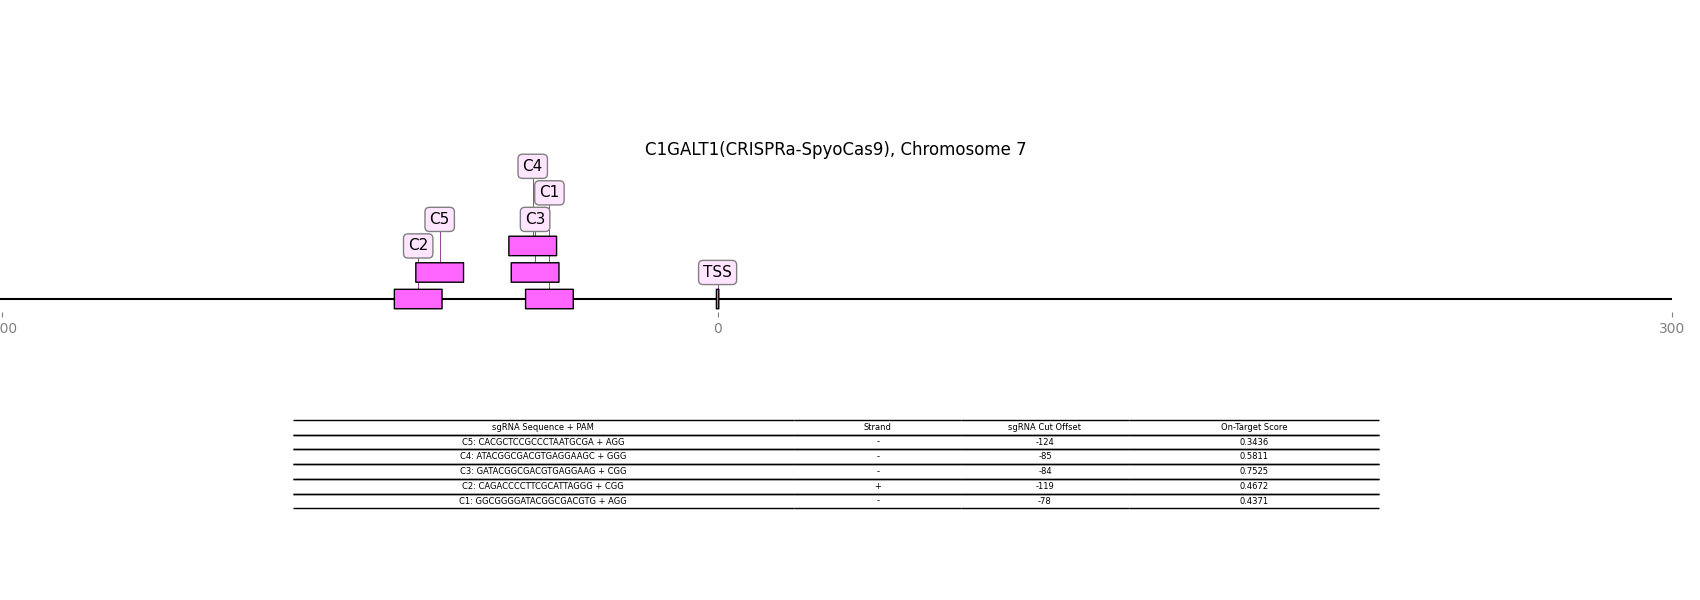 C1GALT1(CRISPRa-SpyoCas9), Chromosome 7
C4
C1
C5 C3
C2
TSS
00 0 300
sgRNA Sequence + PAM Strand sgRNA Cut Offset On-Target Score
C5: CACGCTCCGCCCTAATGCGA + AGG - -124 0.3436
C4: ATACGGCGACGTGAGGAAGC + GGG - -85 0.5811
C3: GATACGGCGACGTGAGGAAG + CGG - -84 0.7525
C2: CAGACCCCTTCGCATTAGGG + CGG + -119 0.4672
C1: GGCGGGGATACGGCGACGTG + AGG - -78 0.4371